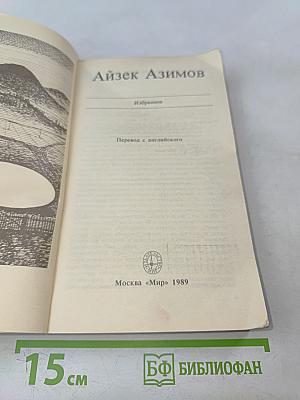 Айзек Азимов
Избранное
Перевод с английского
Москва «Мир» 1989
15 см
БФ БИБЛИОФАН